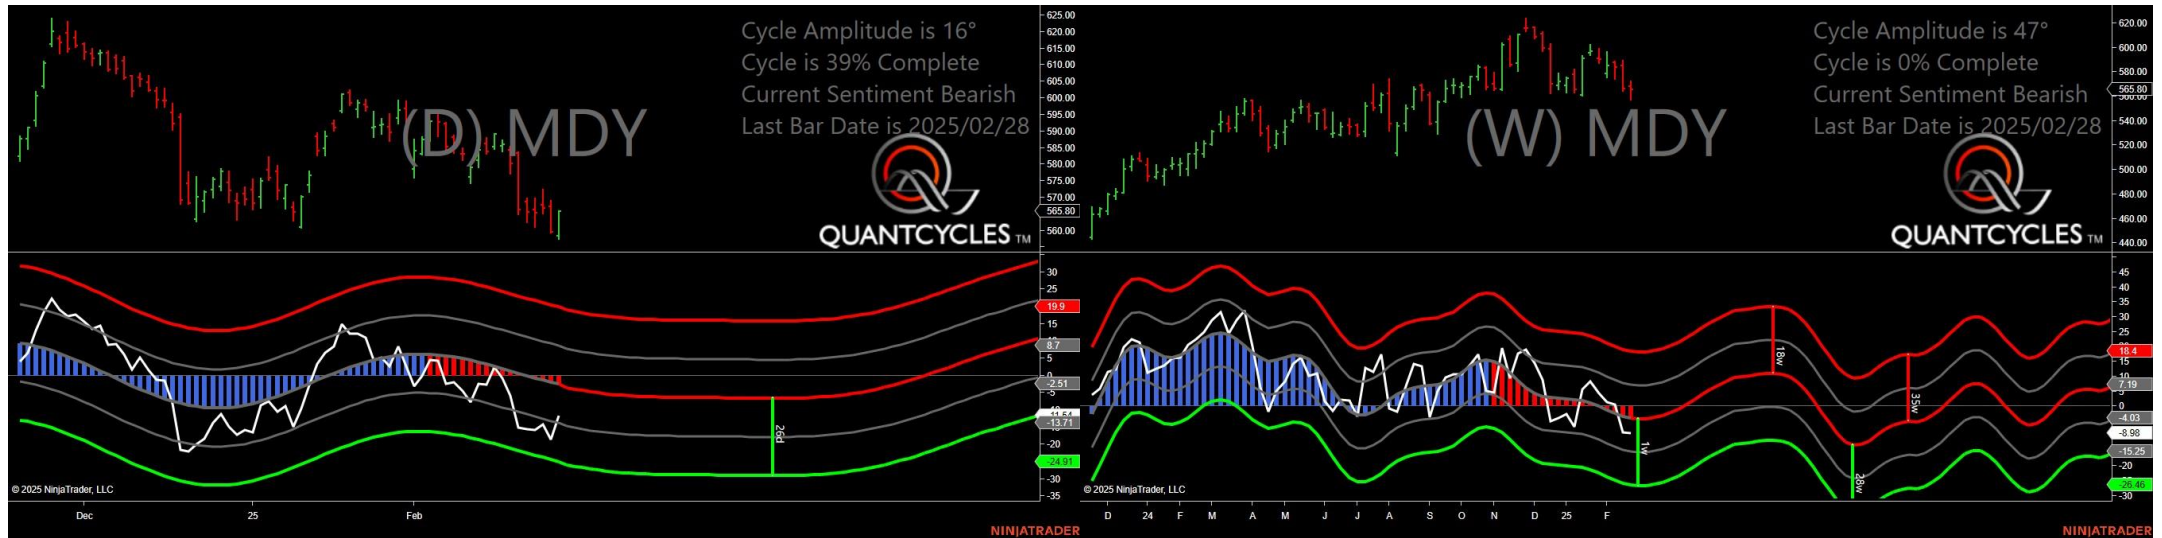 Cycle Amplitude is 16°
Cycle is 39% Complete
Current Sentiment Bearish
Last Bar Date is 2025/02/28
(D) MDY
QUANTCYCLES TM
625.00
620.00
615.00
610.00
605.00
600.00
595.00
590.00
585.00
580.00
575.00
570.00
565.80
560.00
30
25
19.9
15
8.7
5
0
-2.51
-5
-13.71
-20
-24.91
-30
-35
26d
© 2025 NinjaTrader, LLC
Dec
25
Feb
NINJATRADER
Cycle Amplitude is 47°
Cycle is 0% Complete
Current Sentiment Bearish
Last Bar Date is 2025/02/28
(W) MDY
QUANTCYCLES TM
620.00
600.00
580.00
565.80
540.00
520.00
500.00
480.00
460.00
440.00
45
40
35
30
25
18.4
15
10
7.19
5
0
-4.03
-8.98
-15.25
-20
-26.46
-30
18w
35w
1w
28w
© 2025 NinjaTrader, LLC
D
24
F
M
A
M
J
J
A
S
O
N
D
25
F
NINJATRADER